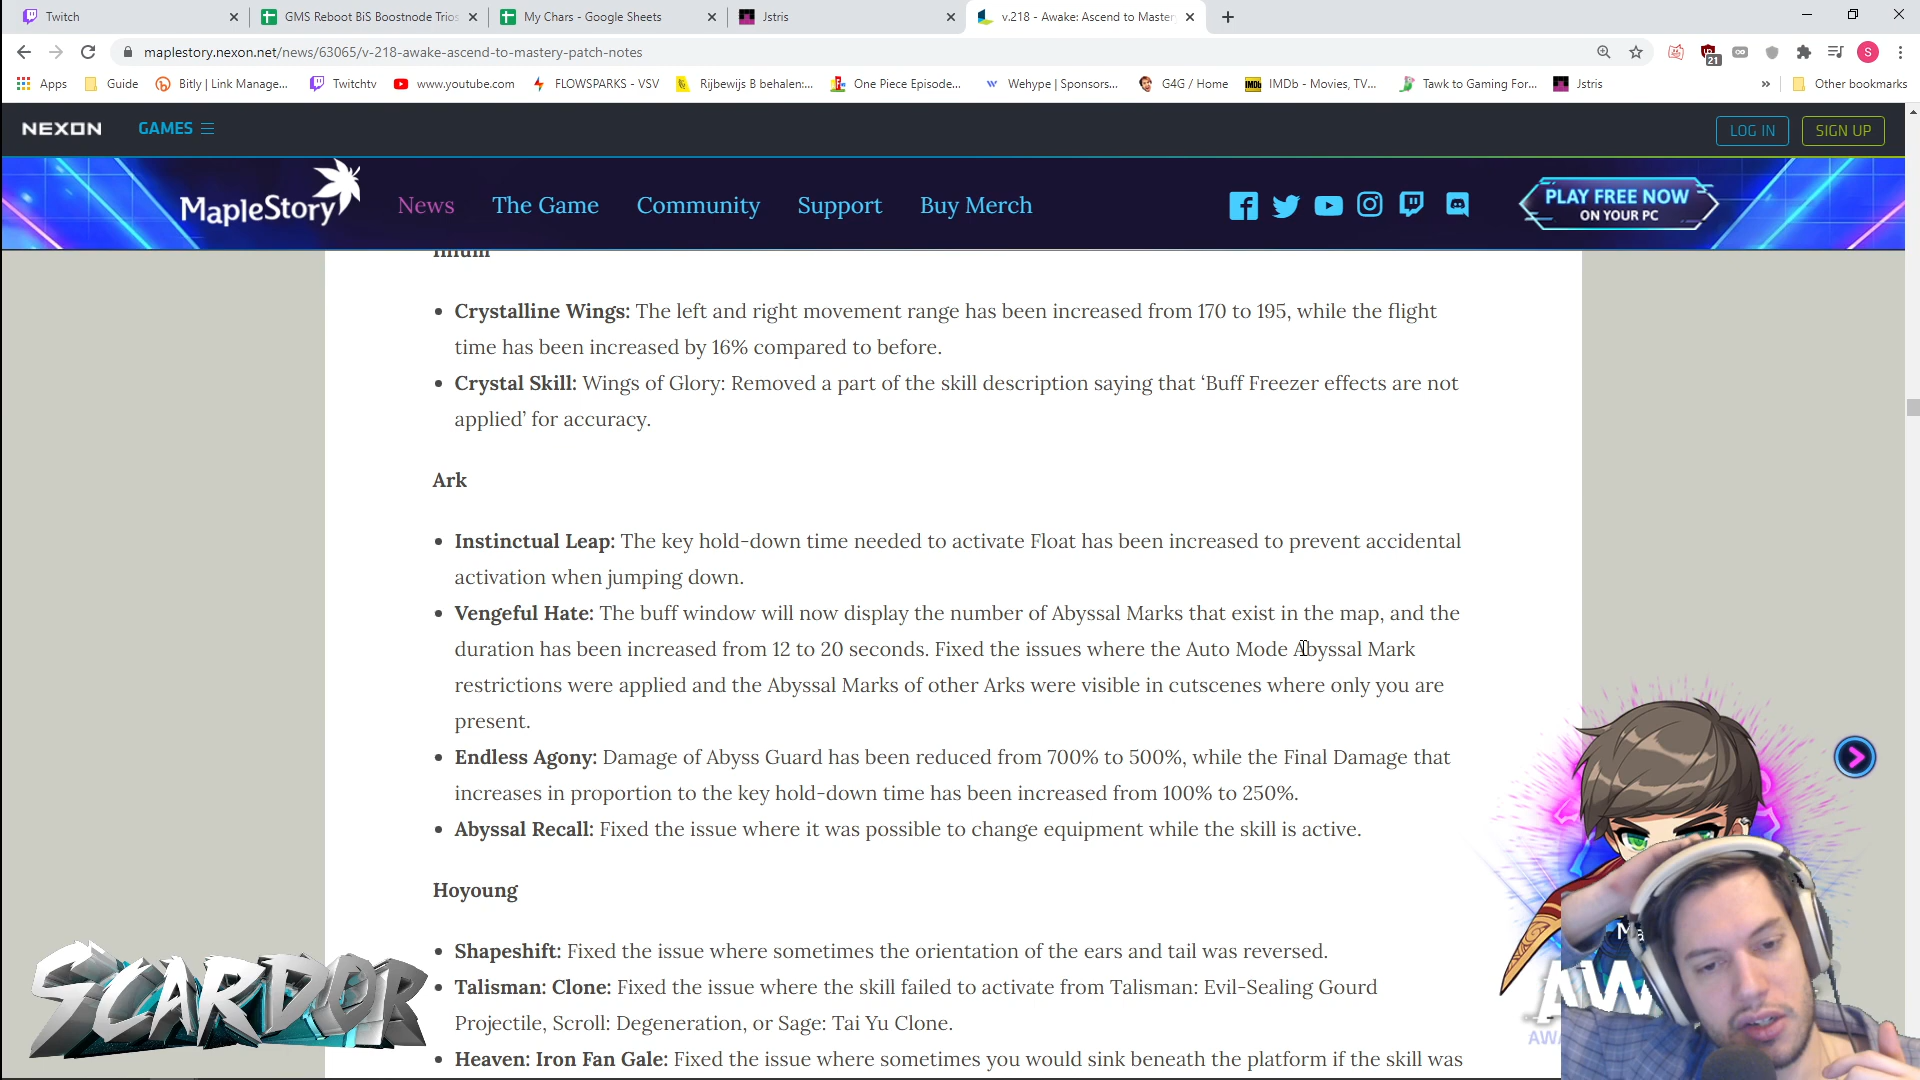 Twitch
GMS Reboot BiS Boostnode Trios
My Chars - Google Sheets
Jstris
v.218 - Awake: Ascend to Master
maplestory.nexon.net/news/63065/v-218-awake-ascend-to-mastery-patch-notes
21
S
Apps
Guide
Bitly | Link Manage...
Twitchtv
www.youtube.com
FLOWSPARKS - VSV
Rijbewijs B behalen:...
One Piece Episode...
Wehype | Sponsors...
G4G / Home
IMDb - Movies, TV...
Tawk to Gaming For...
Jstris
Other bookmarks
NEXON
GAMES
LOG IN
SIGN UP
MapleStory
News
The Game
Community
Support
Buy Merch
PLAY FREE NOW
ON YOUR PC
Illium
Crystalline Wings: The left and right movement range has been increased from 170 to 195, while the flight
time has been increased by 16% compared to before.
Crystal Skill: Wings of Glory: Removed a part of the skill description saying that ‘Buff Freezer effects are not
applied’ for accuracy.
Ark
Instinctual Leap: The key hold-down time needed to activate Float has been increased to prevent accidental
activation when jumping down.
Vengeful Hate: The buff window will now display the number of Abyssal Marks that exist in the map, and the
duration has been increased from 12 to 20 seconds. Fixed the issues where the Auto Mode Abyssal Mark
restrictions were applied and the Abyssal Marks of other Arks were visible in cutscenes where only you are
present.
Endless Agony: Damage of Abyss Guard has been reduced from 700% to 500%, while the Final Damage that
increases in proportion to the key hold-down time has been increased from 100% to 250%.
Abyssal Recall: Fixed the issue where it was possible to change equipment while the skill is active.
Hoyoung
Shapeshift: Fixed the issue where sometimes the orientation of the ears and tail was reversed.
Talisman: Clone: Fixed the issue where the skill failed to activate from Talisman: Evil-Sealing Gourd
Projectile, Scroll: Degeneration, or Sage: Tai Yu Clone.
Heaven: Iron Fan Gale: Fixed the issue where sometimes you would sink beneath the platform if the skill was
SCARDOR
Ma
AW
AW